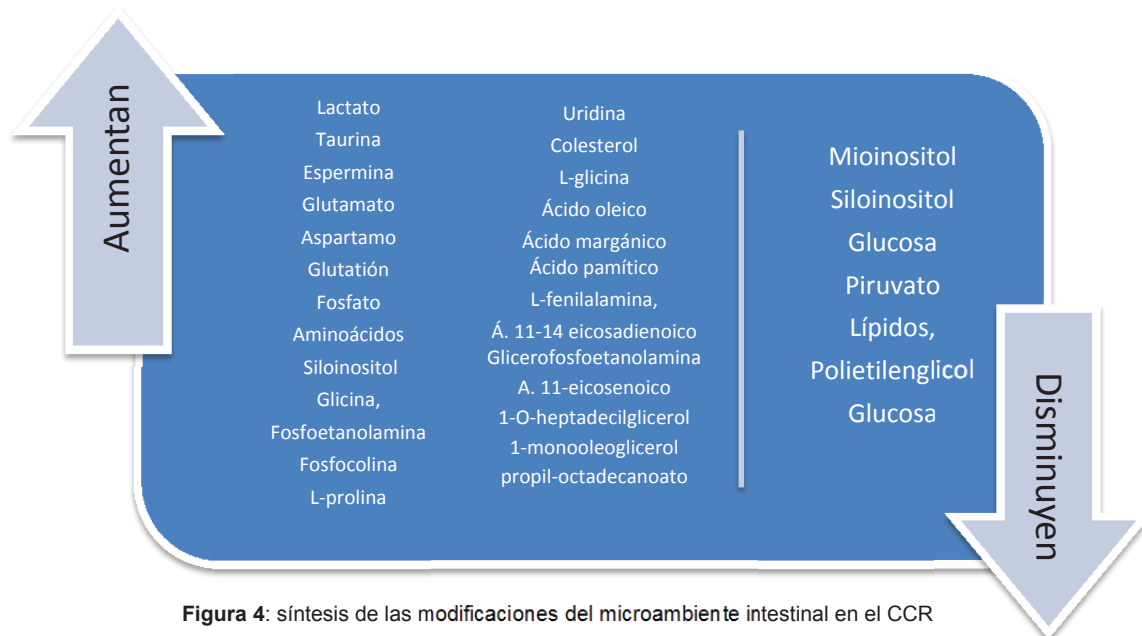 Aumentan
Lactato
Taurina
Espermina
Glutamato
Aspartamo
Glutatión
Fosfato
Aminoácidos
Siloinositol
Glicina,
Fosfoetanolamina
Fosfocolina
L-prolina
Uridina
Colesterol
L-glicina
Ácido oleico
Ácido margánico
Ácido pamítico
L-fenilalamina,
Á. 11-14 eicosadienoico
Glicerofosfoetanolamina
A. 11-eicosenoico
1-O-heptadecilglicerol
1-monooleoglicerol
propil-octadecanoato
Mioinositol
Siloinositol
Glucosa
Piruvato
Lípidos,
Polietilenglicol
Glucosa
Disminuyen
Figura 4: síntesis de las modificaciones del microambiente intestinal en el CCR